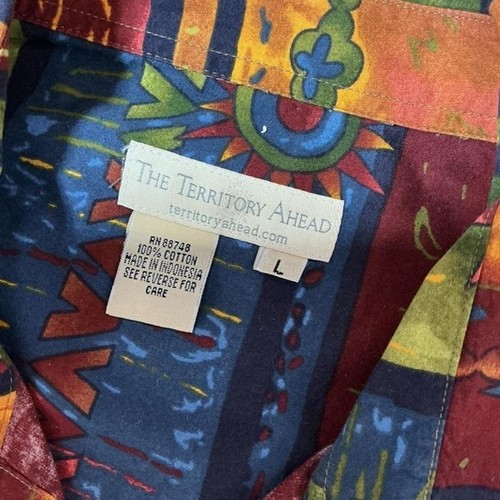 THE TERRITORY AHEAD
territoryahead.com
L
RN 88748
100% COTTON
MADE IN INDONESIA
SEE REVERSE FOR
CARE